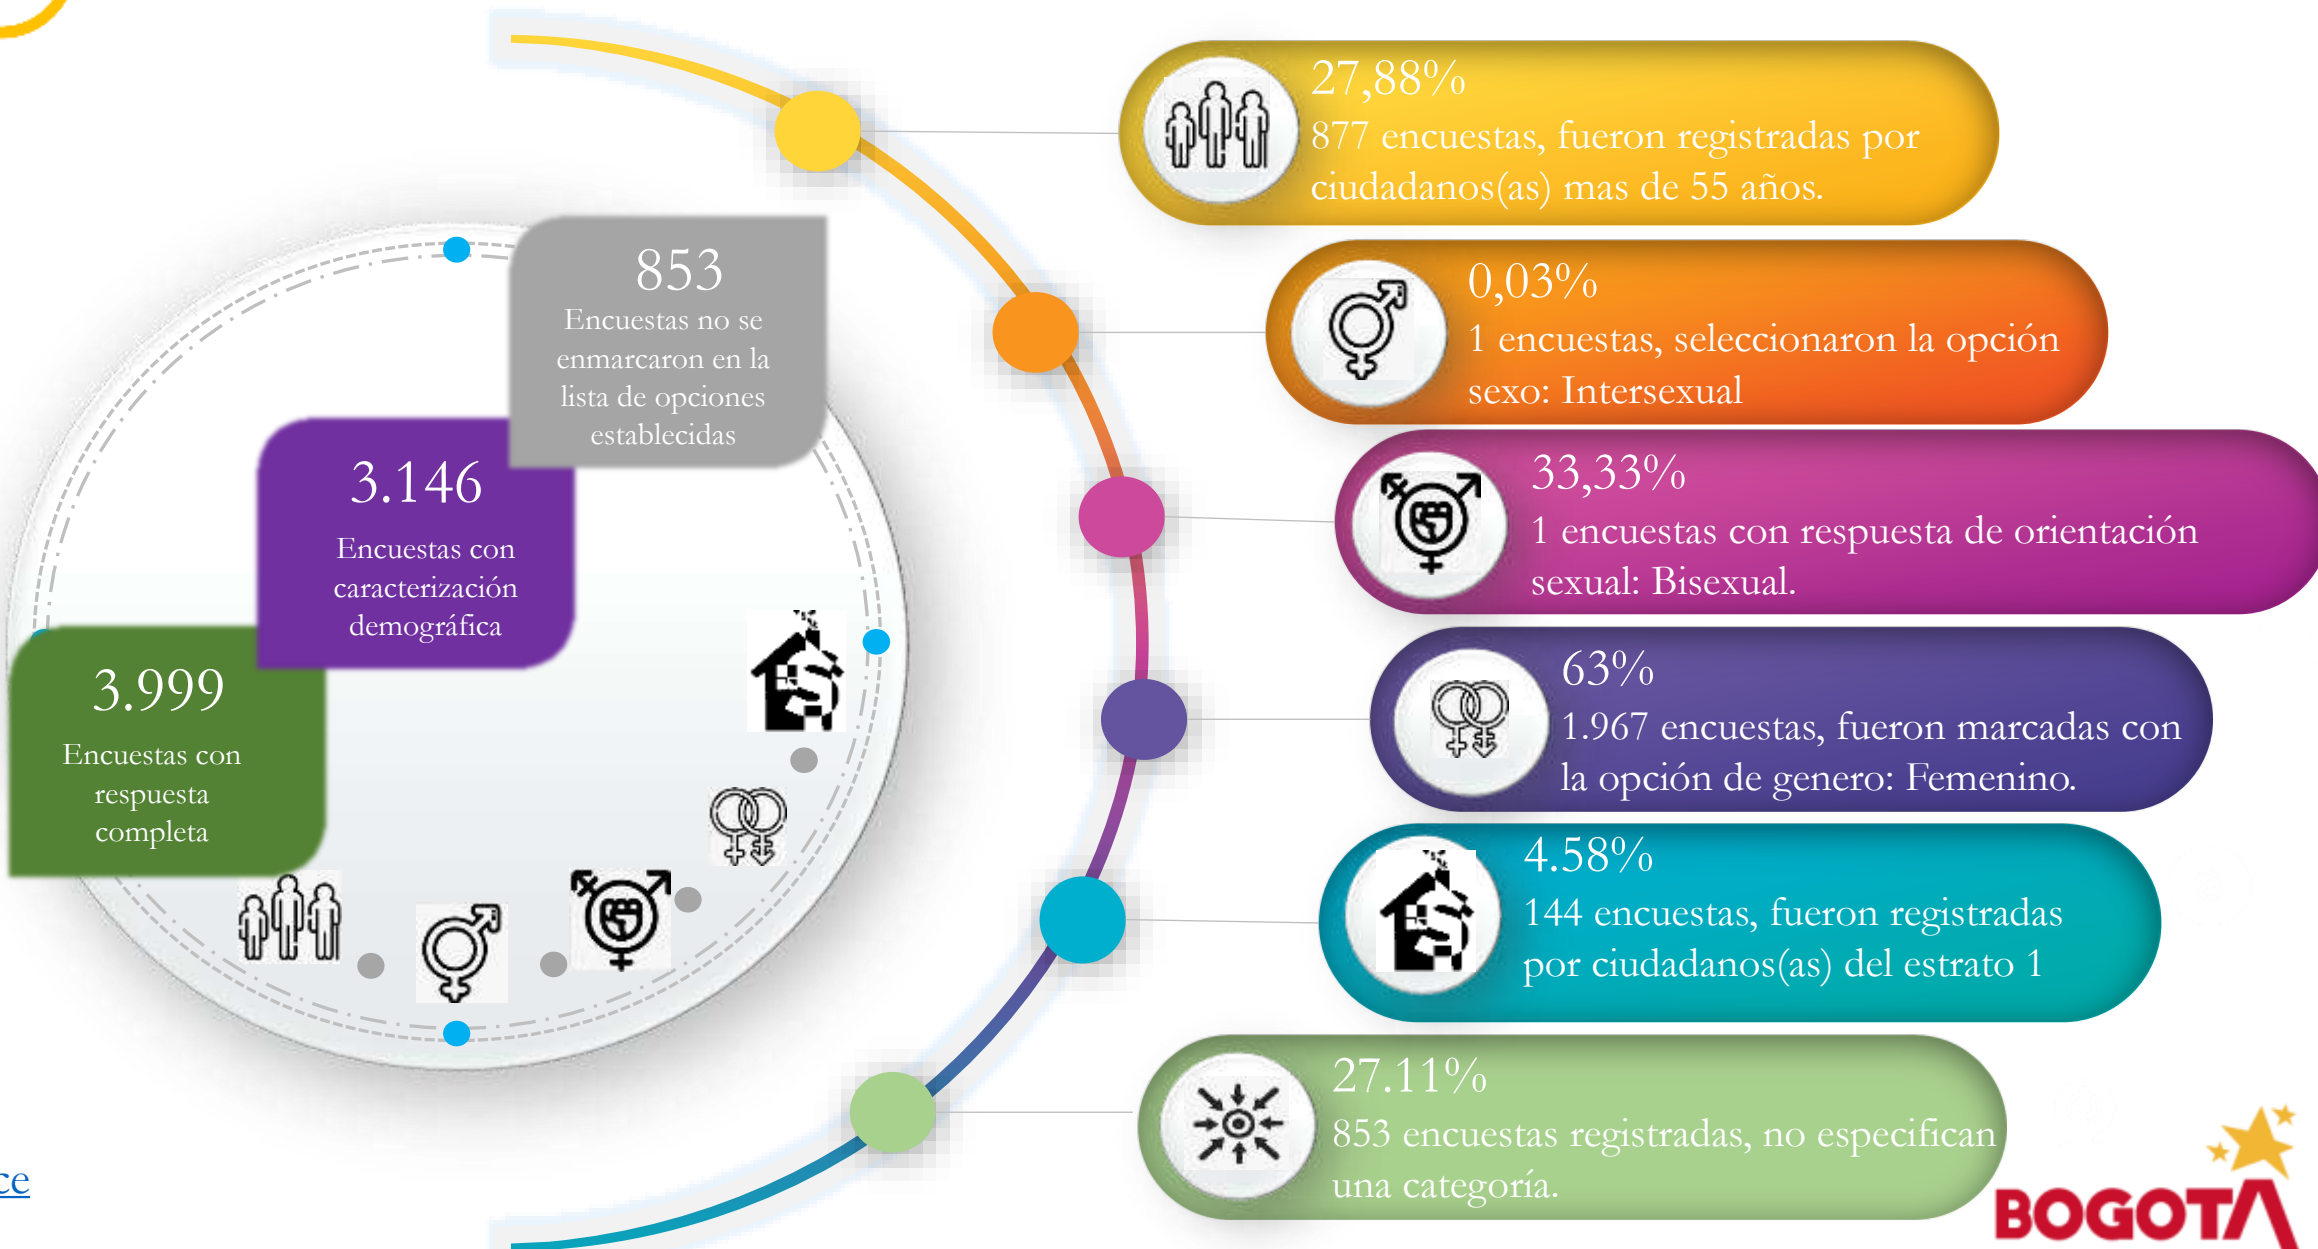 853
Encuestas no se
enmarcaron en la
lista de opciones
establecidas
3.146
Encuestas con
caracterización
demográfica
3.999
Encuestas con
respuesta
completa
27,88%
877 encuestas, fueron registradas por
ciudadanos(as) mas de 55 años.
0,03%
1 encuestas, seleccionaron la opción
sexo: Intersexual
33,33%
1 encuestas con respuesta de orientación
sexual: Bisexual.
63%
1.967 encuestas, fueron marcadas con
la opción de genero: Femenino.
4.58%
144 encuestas, fueron registradas
por ciudadanos(as) del estrato 1
27.11%
853 encuestas registradas, no especifican
una categoría.
ce
BOGOTÁ